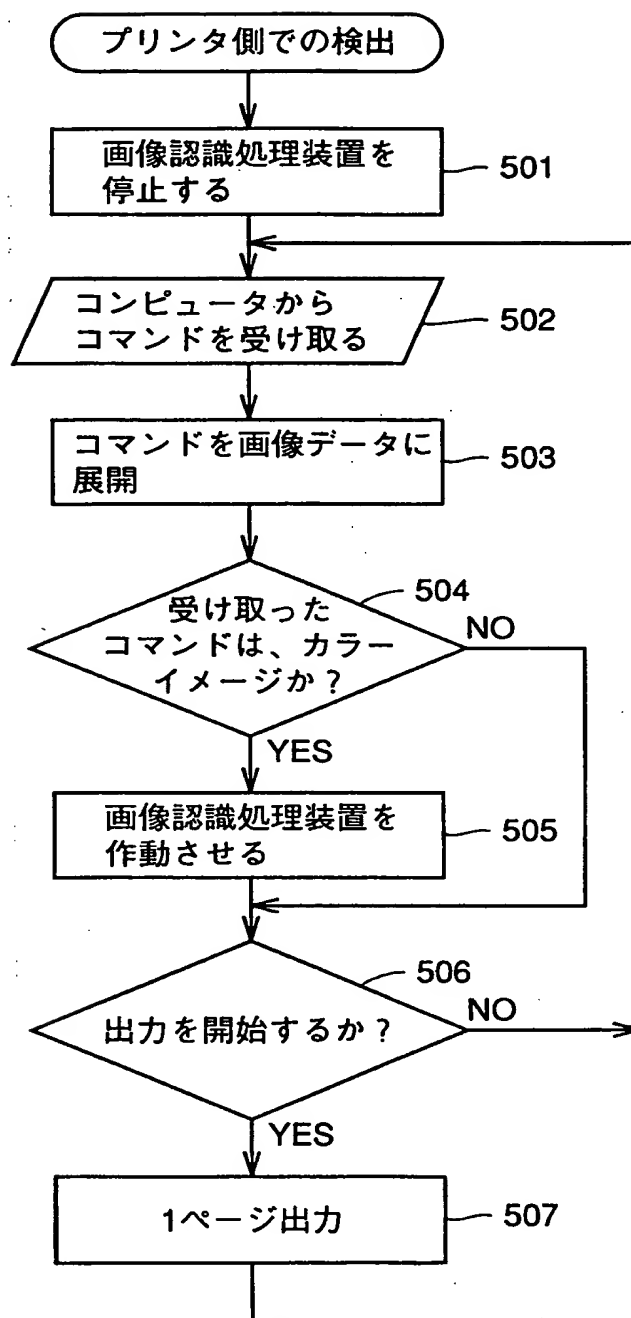 プリンタ側での検出
画像認識処理装置を
停止する
501
コンピュータから
コマンドを受け取る
502
コマンドを画像データに
展開
503
受け取った
コマンドは、カラー
イメージか？
504
NO
YES
画像認識処理装置を
作動させる
505
出力を開始するか？
506
NO
YES
1ページ出力
507